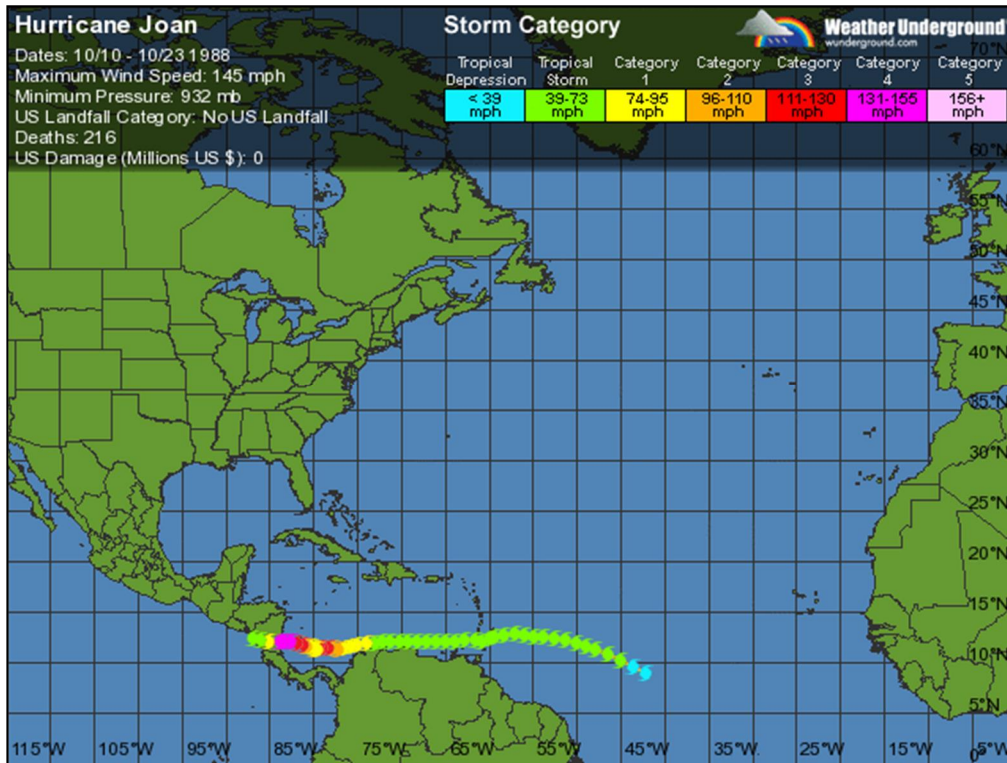 Hurricane Joan
Dates: 10/10 - 10/23 1988
Maximum Wind Speed: 145 mph
Minimum Pressure: 932 mb
US Landfall Category: No US Landfall
Deaths: 216
US Damage (Millions US $): 0
Storm Category
Weather Underground
wunderground.com
Tropical Depression Tropical Storm Category 1 Category 2 Category 3 Category 4 Category 5
< 39 mph 39-73 mph 74-95 mph 96-110 mph 111-130 mph 131-155 mph 156+ mph
70°N
60°N
55°N
50°N
45°N
40°N
35°N
30°N
25°N
20°N
15°N
10°N
5°N
0°
115°W 105°W 95°W 85°W 75°W 65°W 55°W 45°W 35°W 25°W 15°W 5°W